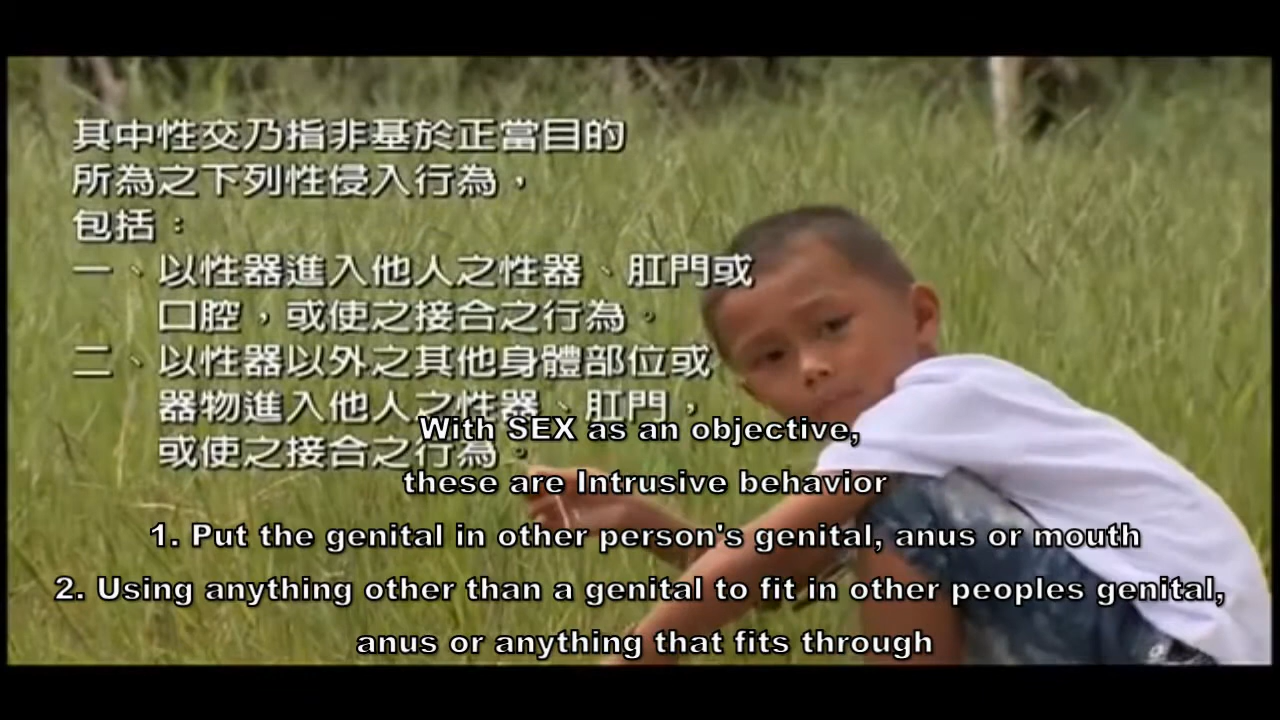 其中性交乃指非基於正當目的
所為之下列性侵入行為，
包括：
一、以性器進入他人之性器、肛門或
口腔，或使之接合之行為。
二、以性器以外之其他身體部位或
器物進入他人之性器、肛門，
或使之接合之行為。
With SEX as an objective,
these are Intrusive behavior
1. Put the genital in other person's genital, anus or mouth
2. Using anything other than a genital to fit in other peoples genital,
anus or anything that fits through